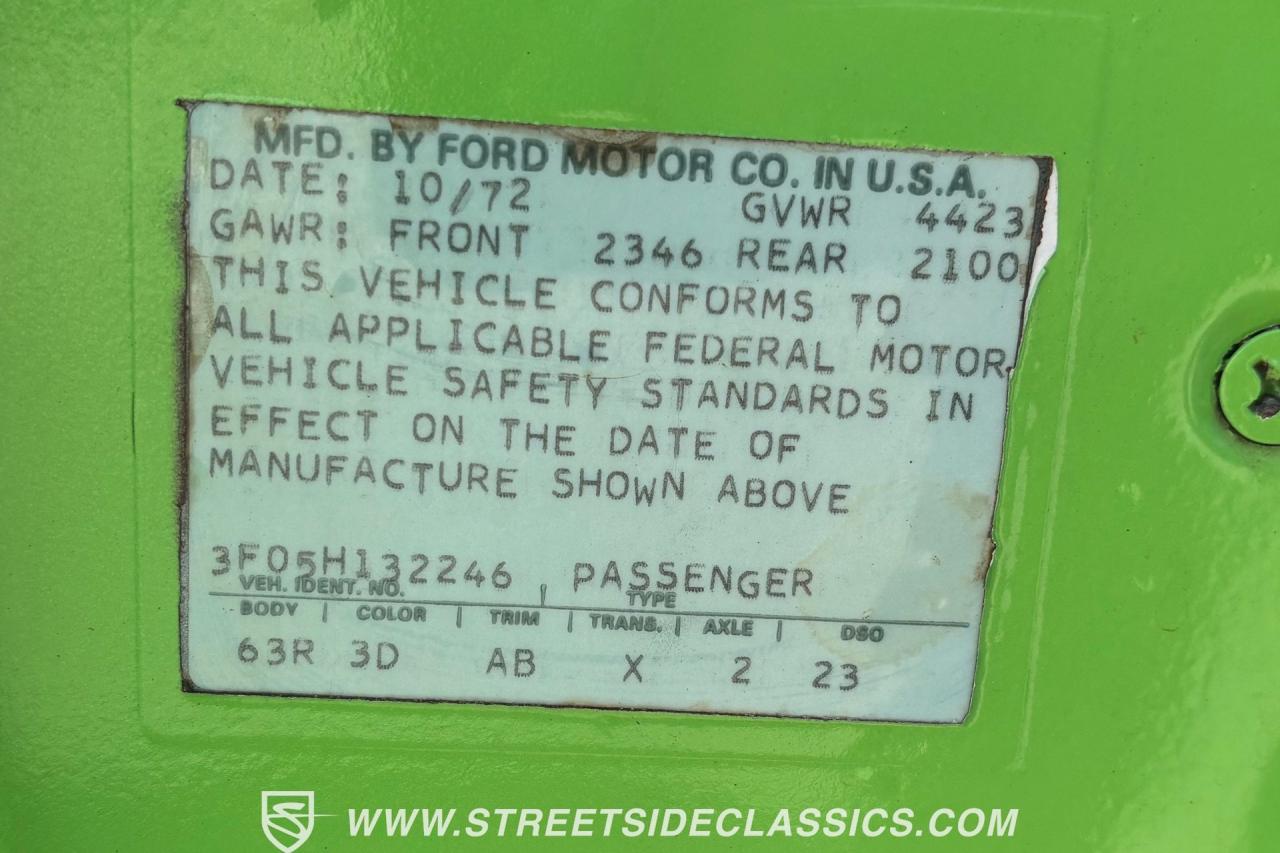 MFD. BY FORD MOTOR CO. IN U.S.A.
DATE: 10/72 GVWR 4423
GAWR: FRONT 2346 REAR 2100
THIS VEHICLE CONFORMS TO
ALL APPLICABLE FEDERAL MOTOR
VEHICLE SAFETY STANDARDS IN
EFFECT ON THE DATE OF
MANUFACTURE SHOWN ABOVE
3F05H132246 PASSENGER
VEH. IDENT. NO. TYPE
BODY | COLOR | TRIM | TRANS. | AXLE | DSO
63R 3D AB X 2 23
WWW.STREETSIDECLASSICS.COM